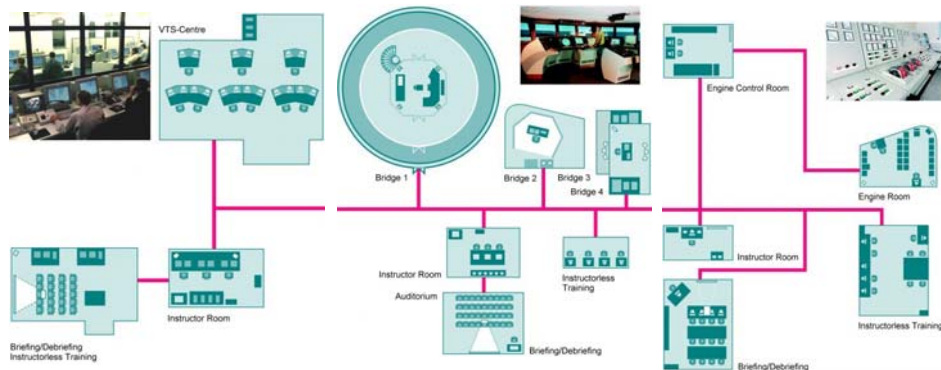 VTS-Centre
Bridge 1
Bridge 2
Bridge 3
Bridge 4
Engine Control Room
Engine Room
Instructor Room
Briefing/Debriefing
Instructorless Training
Instructor Room
Auditorium
Briefing/Debriefing
Instructorless
Training
Instructor Room
Briefing/Debriefing
Instructorless Training